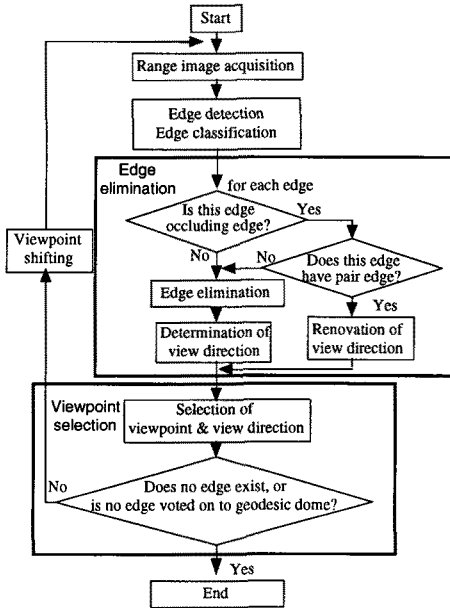 Start
Range image acquisition
Edge detection
Edge classification
Edge
elimination
for each edge
Is this edge
occluding edge?
Yes
No
No
Does this edge
have pair edge?
Viewpoint
shifting
Edge elimination
Yes
Determination of
view direction
Renovation of
view direction
Viewpoint
selection
Selection of
viewpoint & view direction
No
Does no edge exist, or
is no edge voted on to geodesic dome?
Yes
End